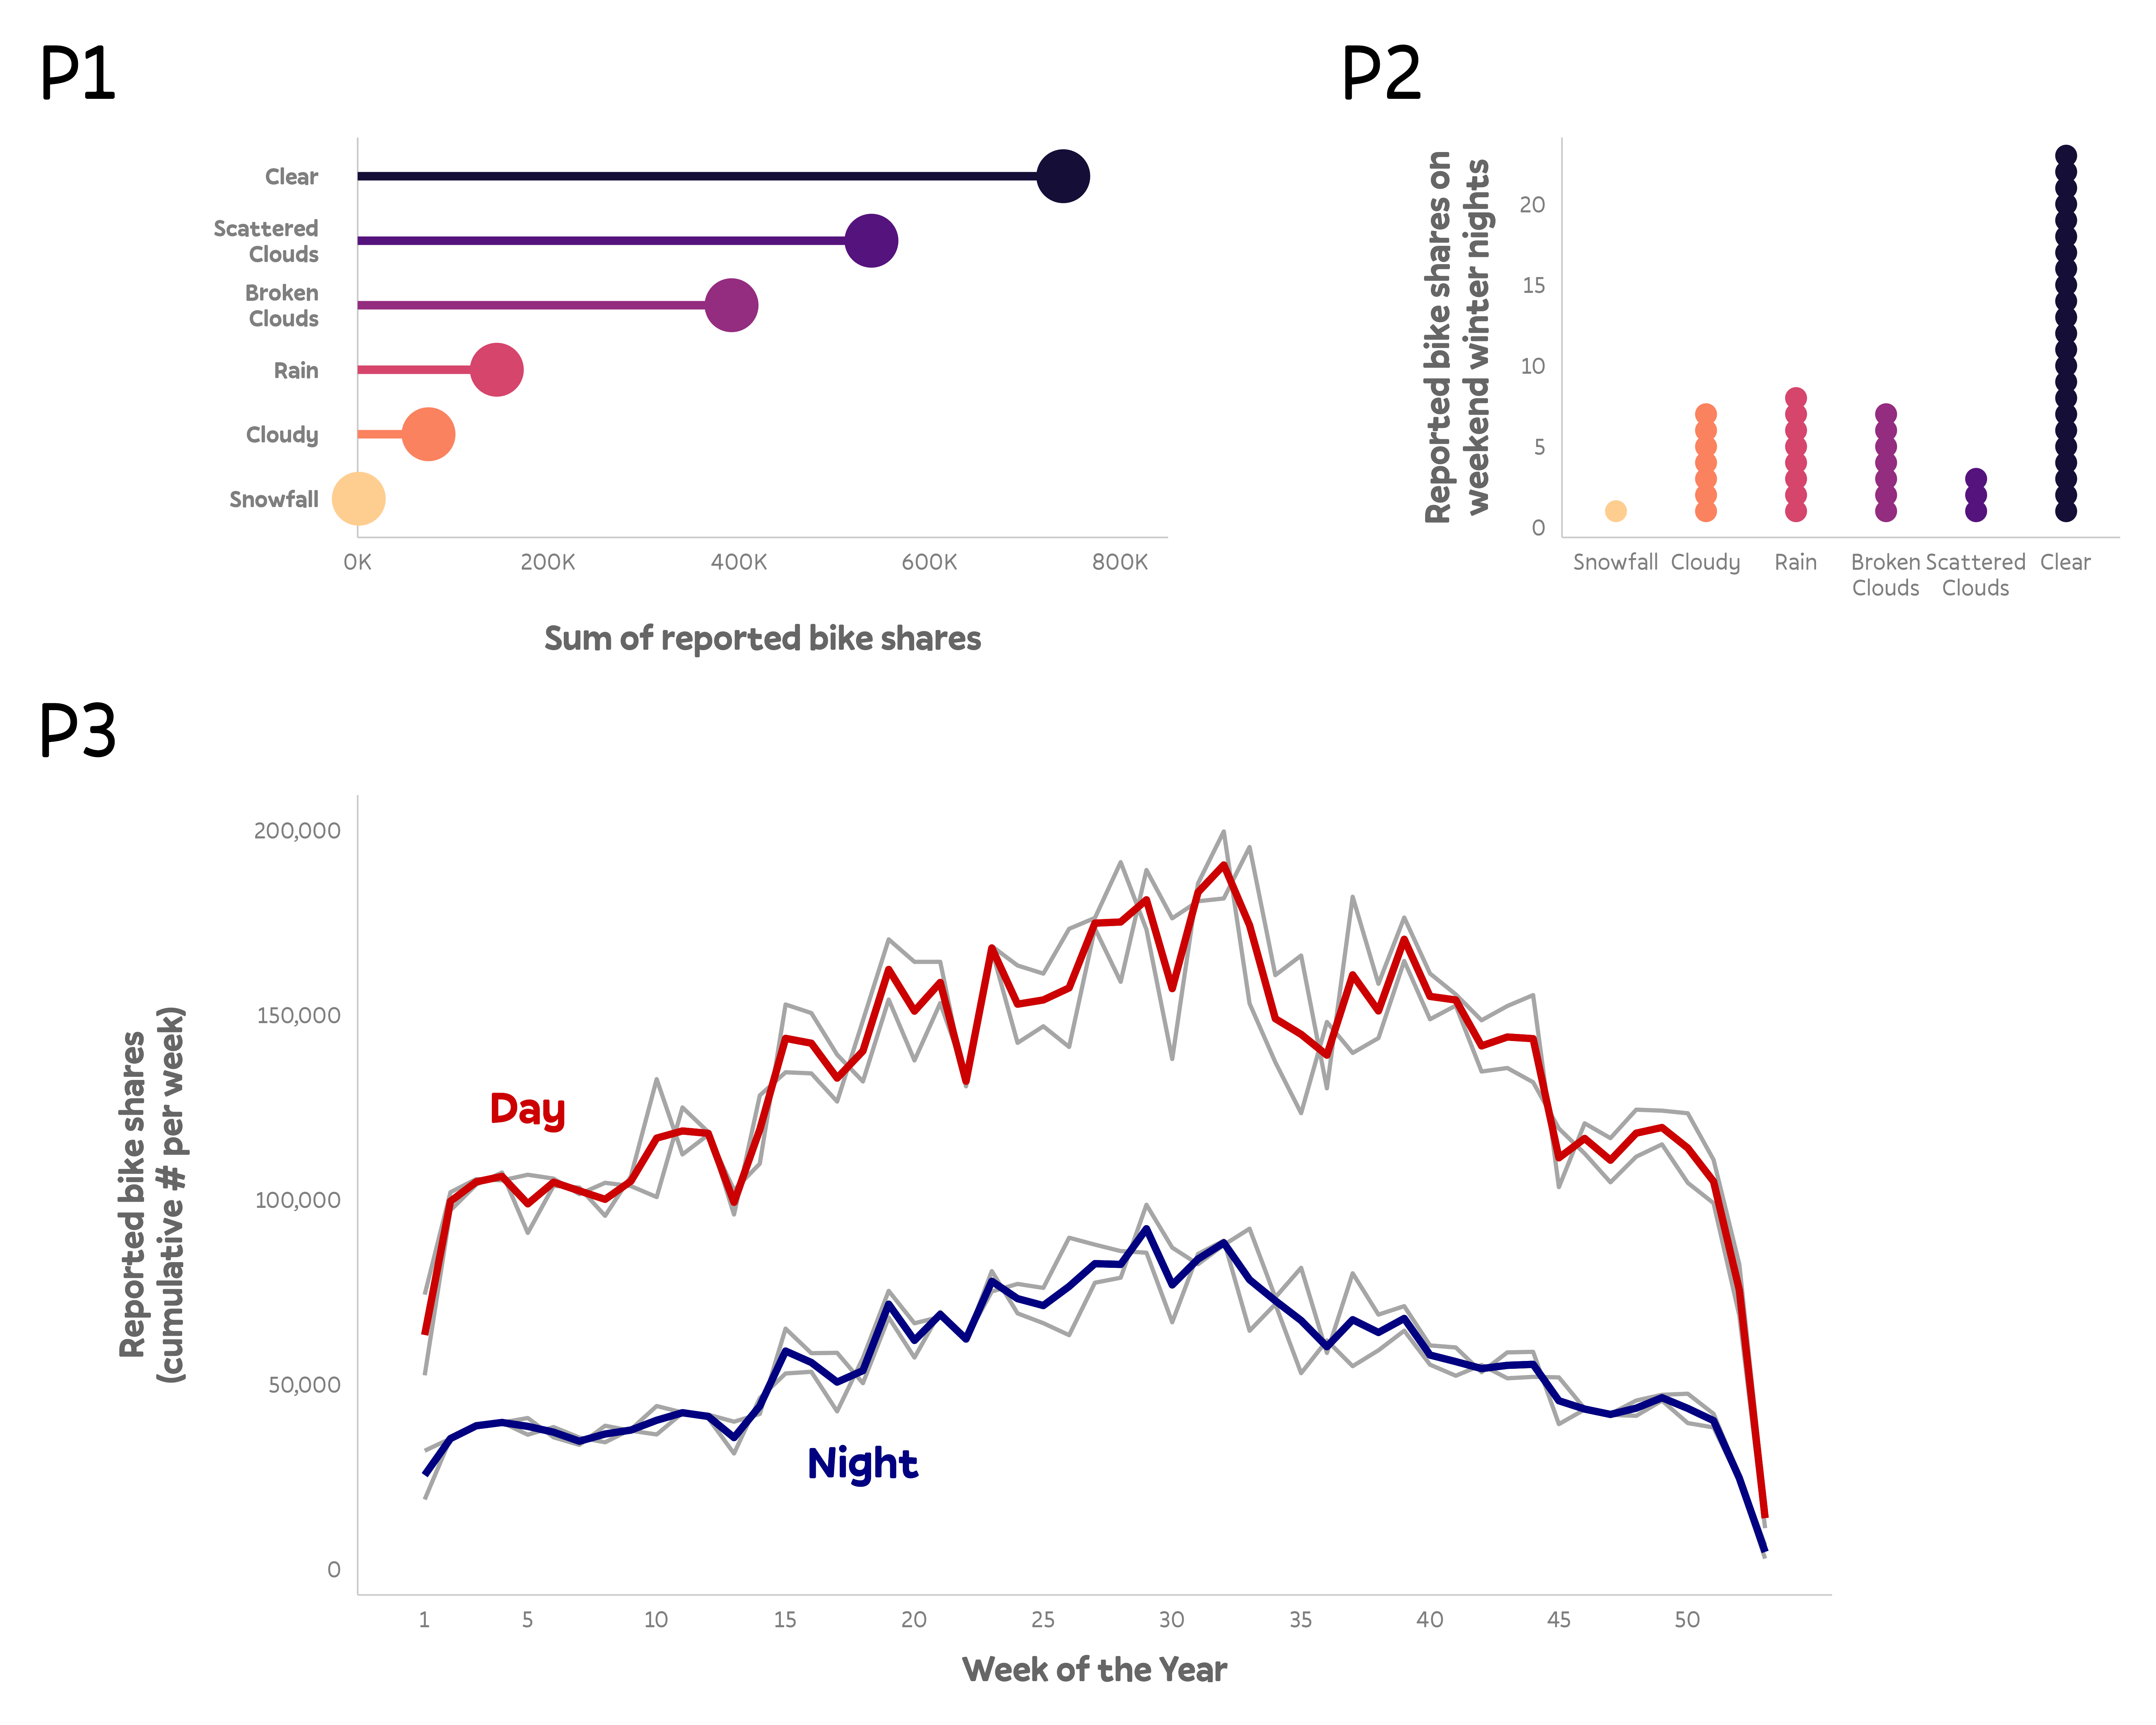 P1
Clear
Scattered
Clouds
Broken
Clouds
Rain
Cloudy
Snowfall
0K 200K 400K 600K 800K
Sum of reported bike shares
P2
Reported bike shares on
weekend winter nights
20
15
10
5
0
Snowfall Cloudy Rain Broken Scattered Clear
Clouds Clouds
P3
Reported bike shares
(cumulative # per week)
200,000
150,000
100,000
50,000
0
Day
Night
1 5 10 15 20 25 30 35 40 45 50
Week of the Year